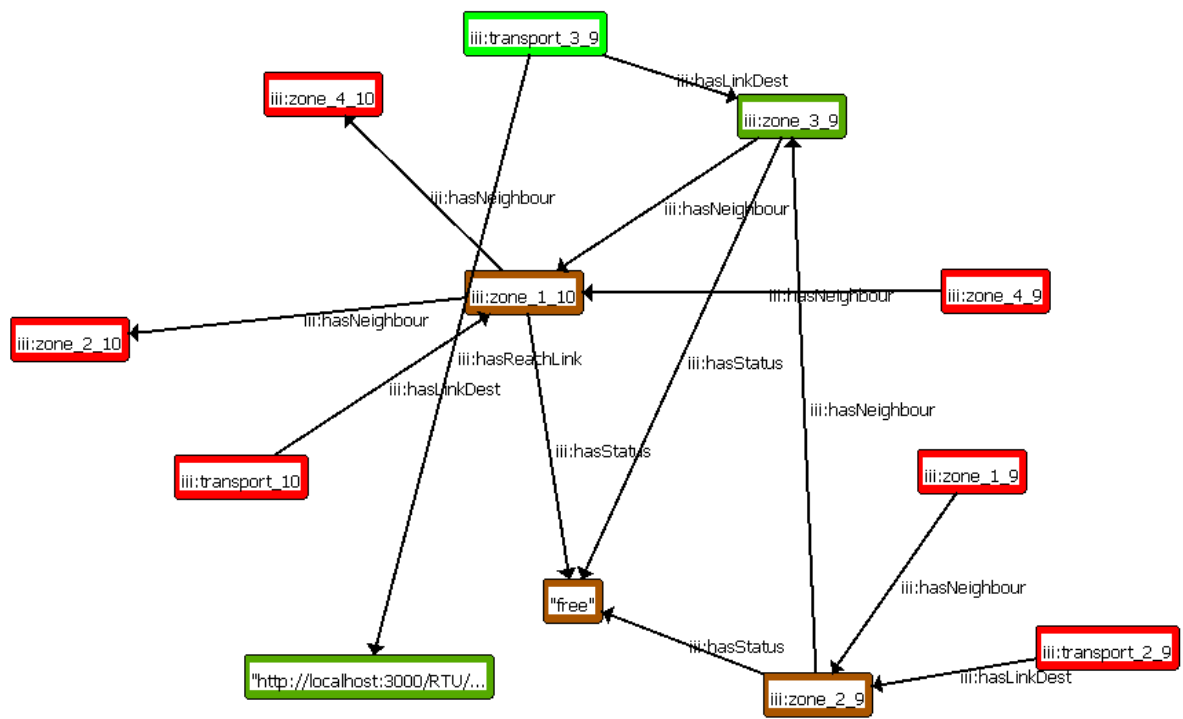 iii:transport_3_9
iii:hasLinkDest
iii:zone_4_10
iii:zone_3_9
iii:hasNeighbour
iii:hasNeighbour
iii:zone_1_10
iii:hasNeighbour
iii:zone_4_9
iii:hasNeighbour
iii:zone_2_10
iii:hasReachLink
iii:hasStatus
iii:hasLinkDest
iii:hasNeighbour
iii:hasStatus
iii:transport_10
iii:zone_1_9
iii:hasNeighbour
"free"
iii:hasStatus
iii:transport_2_9
iii:hasLinkDest
"http://localhost:3000/RTU/...
iii:zone_2_9